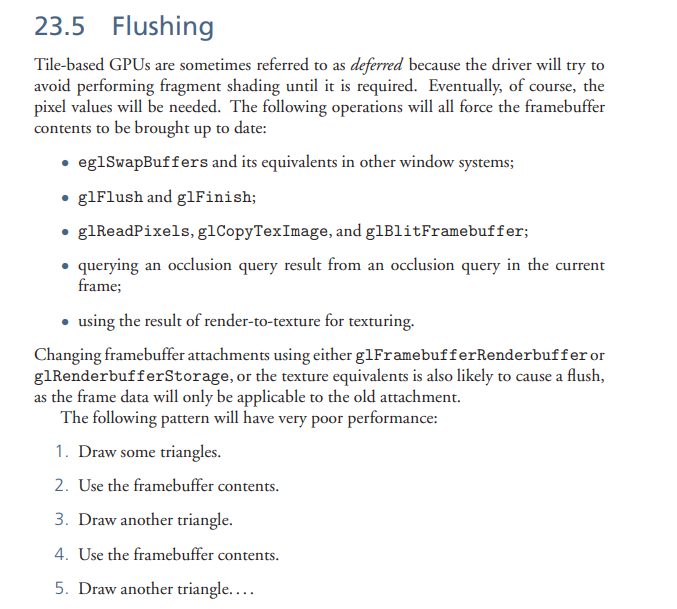 23.5 Flushing
Tile-based GPUs are sometimes referred to as deferred because the driver will try to
avoid performing fragment shading until it is required. Eventually, of course, the
pixel values will be needed. The following operations will all force the framebuffer
contents to be brought up to date:
• eglSwapBuffers and its equivalents in other window systems;
• glFlush and glFinish;
• glReadPixels, glCopyTexImage, and glBlitFramebuffer;
• querying an occlusion query result from an occlusion query in the current
frame;
• using the result of render-to-texture for texturing.
Changing framebuffer attachments using either glFramebufferRenderbuffer or
glRenderbufferStorage, or the texture equivalents is also likely to cause a flush,
as the frame data will only be applicable to the old attachment.
The following pattern will have very poor performance:
1. Draw some triangles.
2. Use the framebuffer contents.
3. Draw another triangle.
4. Use the framebuffer contents.
5. Draw another triangle....